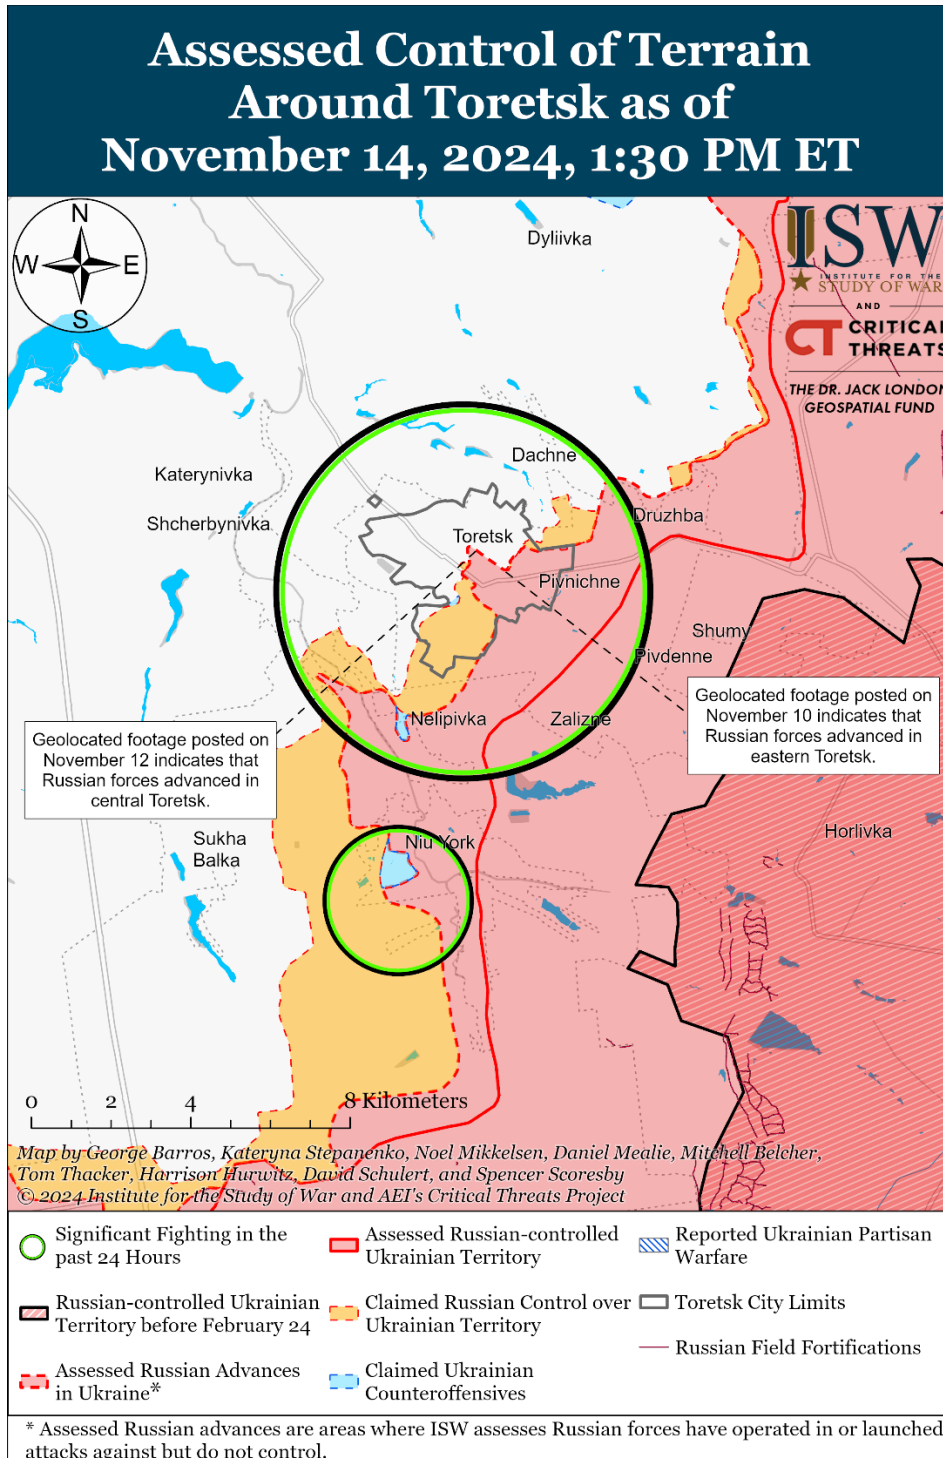 Assessed Control of Terrain
Around Toretsk as of
November 14, 2024, 1:30 PM ET
N
W
E
S
ISW
INSTITUTE FOR THE
STUDY OF WAR
AND
CT CRITICAL
THREATS
THE DR. JACK LONDON
GEOSPATIAL FUND
Dyliivka
Dachne
Katerynivka
Shcherbynivka
Druzhba
Toretsk
Pivnichne
Shumy
Pivdenne
Geolocated footage posted on
November 10 indicates that
Russian forces advanced in
eastern Toretsk.
Nelipivka
Zalizne
Geolocated footage posted on
November 12 indicates that
Russian forces advanced in
central Toretsk.
Sukha
Balka
Niu York
Horlivka
0 2 4 8 Kilometers
Map by George Barros, Kateryna Stepanenko, Noel Mikkelsen, Daniel Mealie, Mitchell Belcher,
Tom Thacker, Harrison Hurwitz, David Schulert, and Spencer Scoresby
© 2024 Institute for the Study of War and AEI's Critical Threats Project
Significant Fighting in the
past 24 Hours
Russian-controlled Ukrainian
Territory before February 24
Assessed Russian Advances
in Ukraine*
Assessed Russian-controlled
Ukrainian Territory
Claimed Russian Control over
Ukrainian Territory
Claimed Ukrainian
Counteroffensives
Reported Ukrainian Partisan
Warfare
Toretsk City Limits
Russian Field Fortifications
* Assessed Russian advances are areas where ISW assesses Russian forces have operated in or launched
attacks against but do not control.